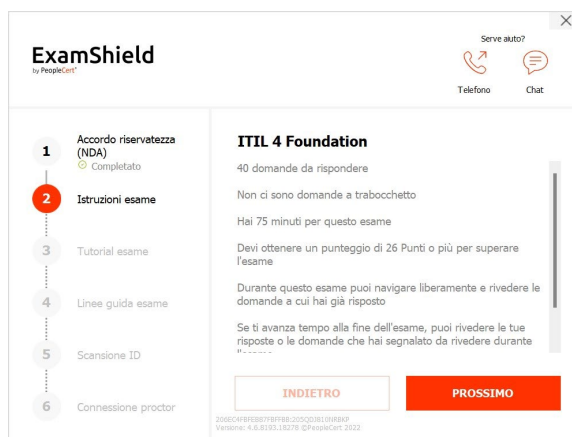 Serve aiuto?
ExamShield
by PeopleCert
Telefono
Chat
1
Accordo riservatezza
(NDA)
Completato
2
Istruzioni esame
3
Tutorial esame
4
Linee guida esame
5
Scansione ID
6
Connessione proctor
ITIL 4 Foundation
40 domande da rispondere
Non ci sono domande a trabocchetto
Hai 75 minuti per questo esame
Devi ottenere un punteggio di 26 Punti o più per superare
l'esame
Durante questo esame puoi navigare liberamente e rivedere le
domande a cui hai già risposto
Se ti avanza tempo alla fine dell'esame, puoi rivedere le tue
risposte o le domande che hai segnalato da rivedere durante
l'esame
INDIETRO
PROSSIMO
Versione: 4.6.8193.18278 ©PeopleCert 2022